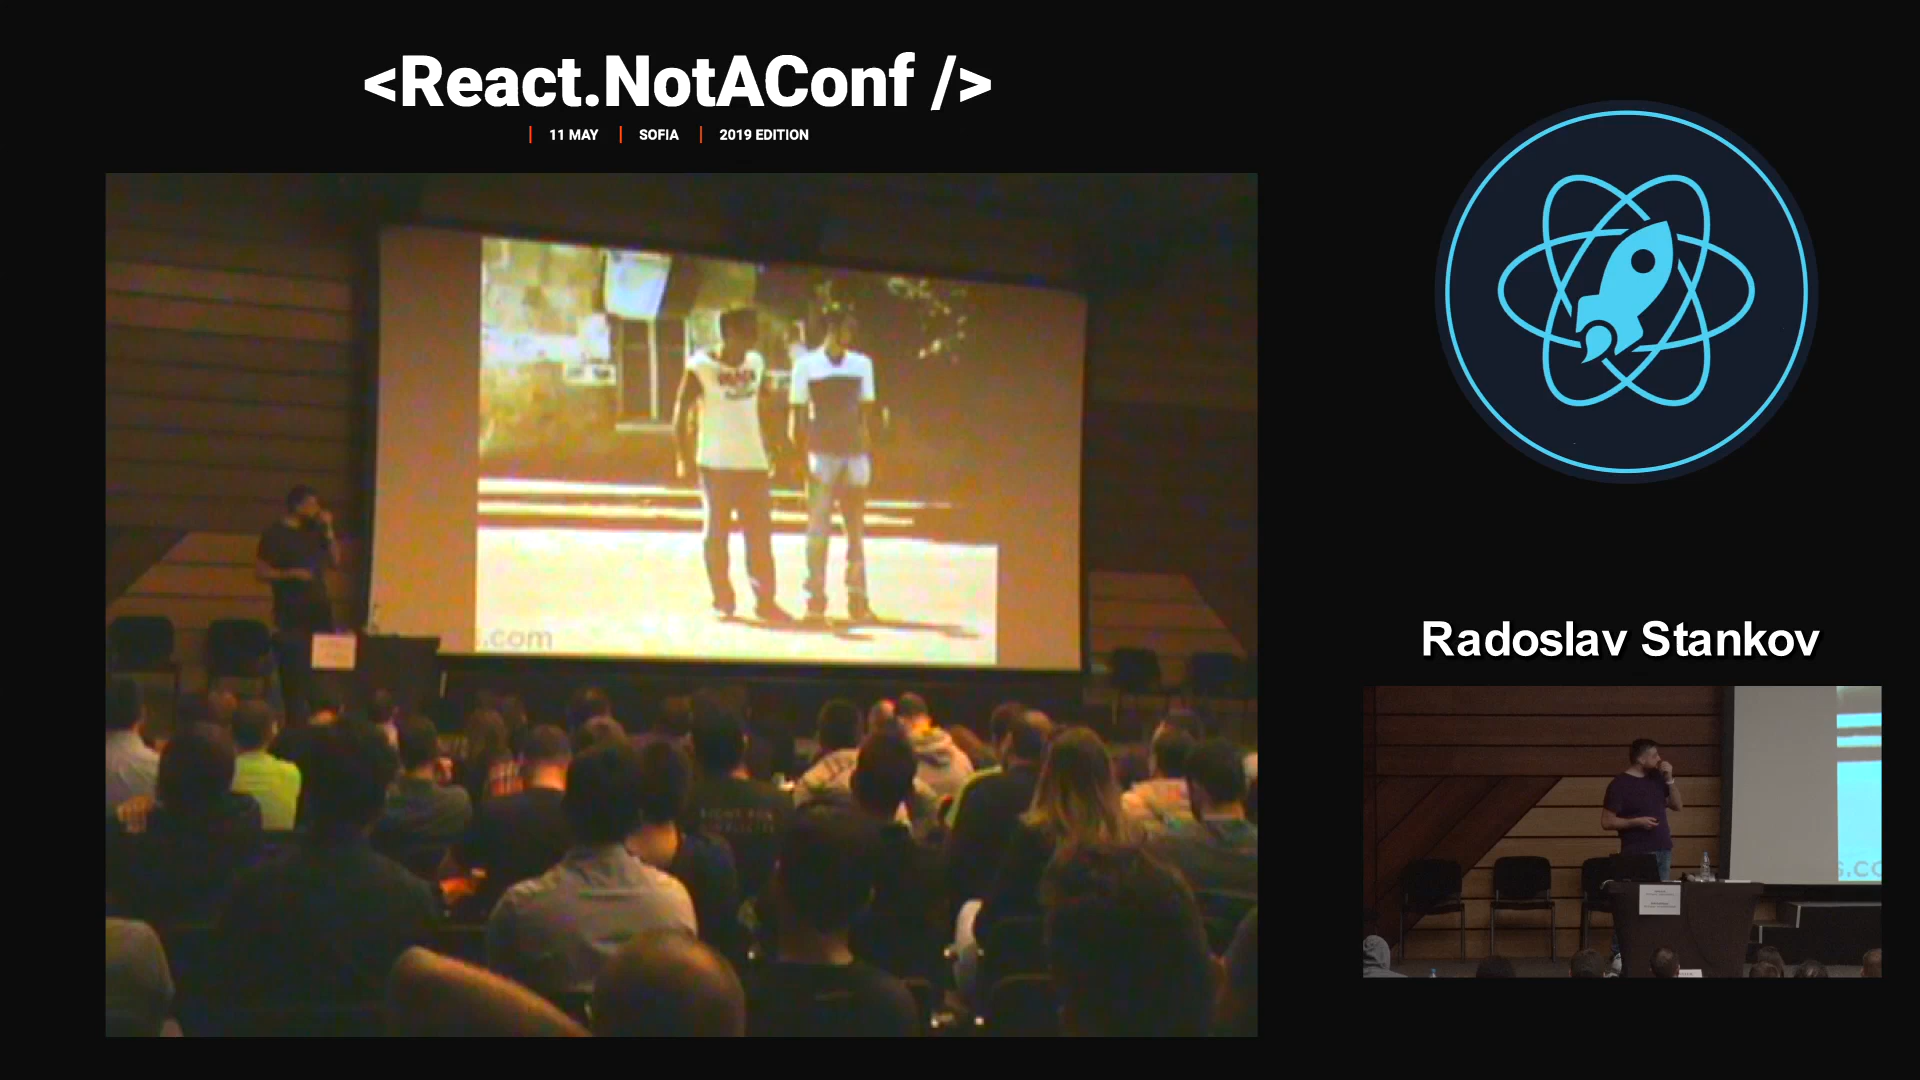 <React.NotAConf />
11 MAY
SOFIA
2019 EDITION
.com
Radoslav Stankov